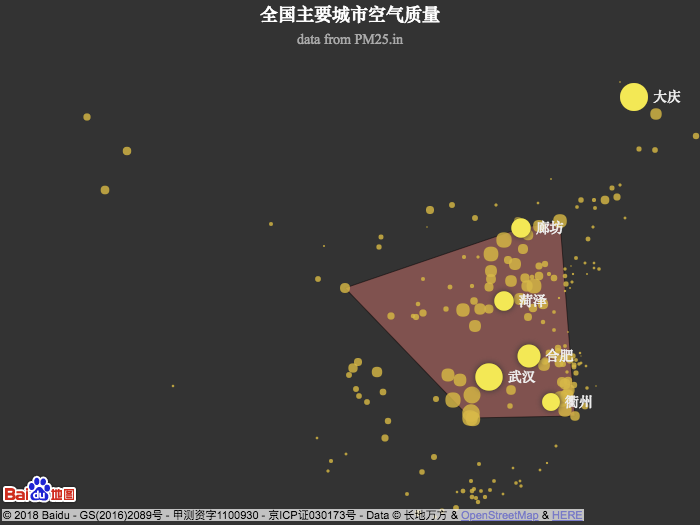 全国主要城市空气质量
data from PM25.in
大庆
廊坊
菏泽
合肥
武汉
衢州
Bai du 地图
© 2018 Baidu - GS(2016)2089号 - 甲测资字1100930 - 京ICP证030173号 - Data © 长地万方 & OpenStreetMap & HERE